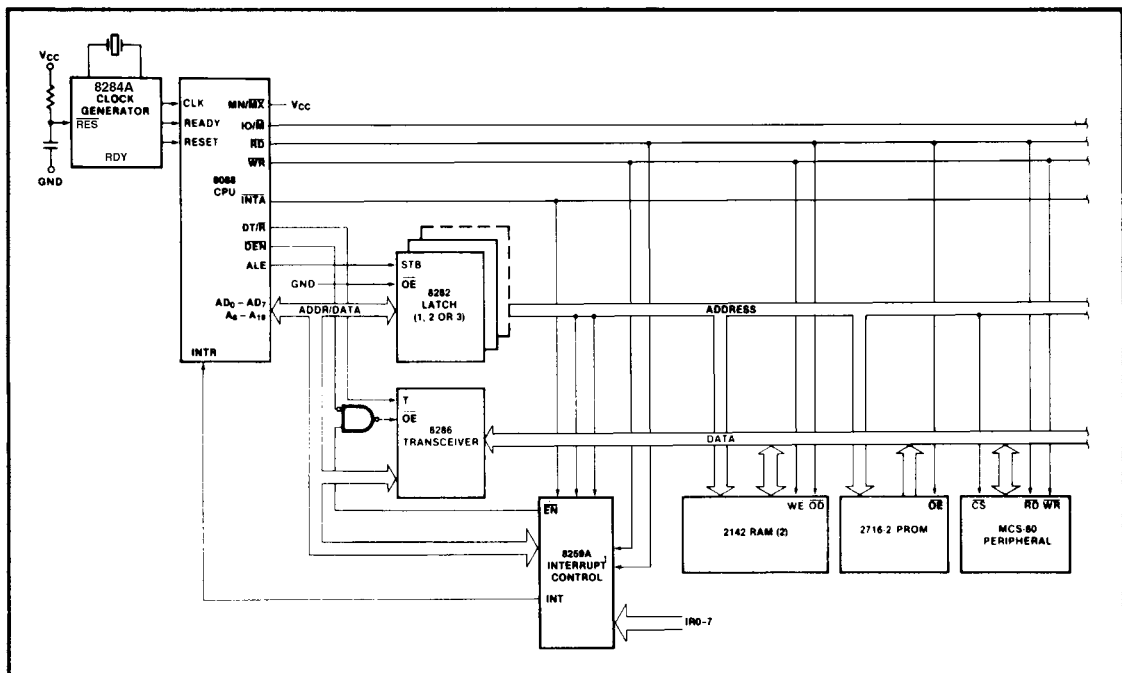 VCC
8284A
CLOCK
GENERATOR
RES
RDY
GND
CLK
READY
RESET
8088
CPU
MN/MX
VCC
IO/M
RD
WR
INTA
DT/R
DEN
ALE
AD0 – AD7
A8 – A19
INTR
GND
ADDR/DATA
STB
OE
8282
LATCH
(1, 2 OR 3)
ADDRESS
T
OE
8286
TRANSCEIVER
DATA
EN
8259A
INTERRUPT
CONTROL
INT
IR0-7
WE OD
2142 RAM (2)
OE
2716-2 PROM
CS RD WR
MCS-80
PERIPHERAL